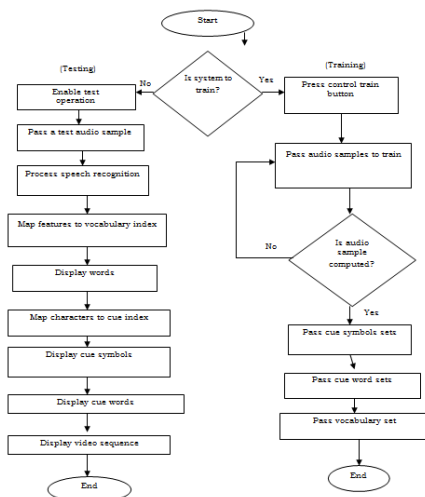 Start
(Testing)
(Training)
No
Is system to
train?
Yes
Enable test
operation
Press control train
button
Pass a test audio sample
Pass audio samples to train
Process speech recognition
Map features to vocabulary index
No
Is audio
sample
computed?
Display words
Yes
Map characters to cue index
Pass cue symbols sets
Display cue symbols
Pass cue word sets
Display cue words
Pass vocabulary set
Display video sequence
End
End